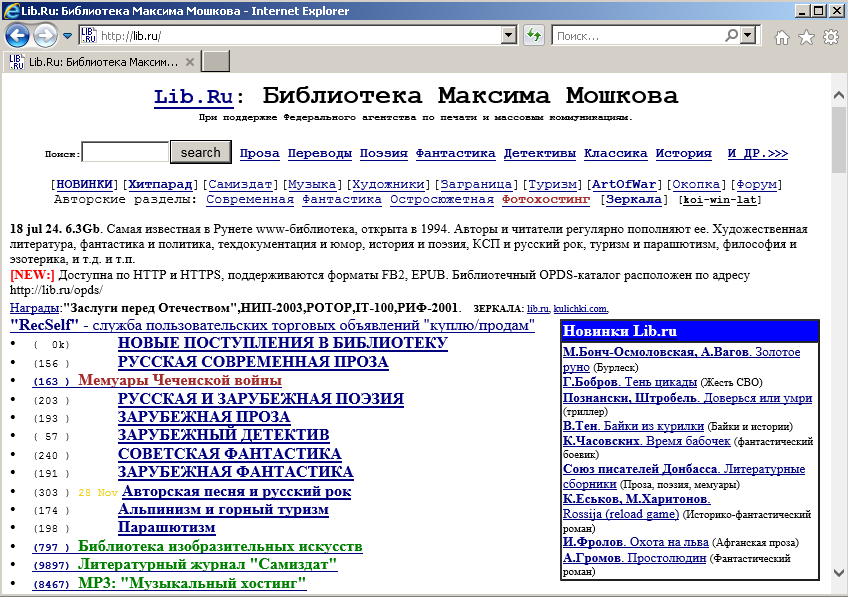 Lib.Ru: Библиотека Максима Мошкова - Internet Explorer
LIB .RU http://lib.ru/ Поиск...
LIB .RU Lib.Ru: Библиотека Максим...
Lib.Ru: Библиотека Максима Мошкова
При поддержке Федерального агентства по печати и массовым коммуникациям.
Поиск: search Проза Переводы Поэзия Фантастика Детективы Классика История И ДР.>>>
[НОВИНКИ] [Хитпарад] [Самиздат] [Музыка] [Художники] [Заграница] [Туризм] [ArtOfWar] [Окопка] [Форум]
Авторские разделы: Современная Фантастика Остросюжетная Фотохостинг [Зеркала] [koi-win-lat]
18 jul 24. 6.3Gb. Самая известная в Рунете www-библиотека, открыта в 1994. Авторы и читатели регулярно пополняют ее. Художественная
литература, фантастика и политика, техдокументация и юмор, история и поэзия, КСП и русский рок, туризм и парашютизм, философия и
эзотерика, и т.д. и т.п.
[NEW:] Доступна по HTTP и HTTPS, поддерживаются форматы FB2, EPUB. Библиотечный OPDS-каталог расположен по адресу
http://lib.ru/opds/
Награды:"Заслуги перед Отечеством",НИП-2003,РОТОР,IT-100,РИФ-2001. ЗЕРКАЛА: lib.ru, kulichki.com,
"RecSelf" - служба пользовательских торговых объявлений "куплю/продам"
• ( 0k) НОВЫЕ ПОСТУПЛЕНИЯ В БИБЛИОТЕКУ
• (156 ) РУССКАЯ СОВРЕМЕННАЯ ПРОЗА
• (163 ) Мемуары Чеченской войны
• (203 ) РУССКАЯ И ЗАРУБЕЖНАЯ ПОЭЗИЯ
• (193 ) ЗАРУБЕЖНАЯ ПРОЗА
• ( 57 ) ЗАРУБЕЖНЫЙ ДЕТЕКТИВ
• (240 ) СОВЕТСКАЯ ФАНТАСТИКА
• (191 ) ЗАРУБЕЖНАЯ ФАНТАСТИКА
• (303 ) 28 Nov Авторская песня и русский рок
• (174 ) Альпинизм и горный туризм
• (198 ) Парашютизм
• (797 ) Библиотека изобразительных искусств
• (9897) Литературный журнал "Самиздат"
• (8467) MP3: "Музыкальный хостинг"
Новинки Lib.ru
М.Бонч-Осмоловская, А.Вагов. Золотое
руно (Бурлеск)
Г.Бобров. Тень цикады (Жесть СВО)
Познански, Штробель. Доверься или умри
(триллер)
В.Тен. Байки из курилки (Байки и истории)
К.Часовских. Время бабочек (фантастический
боевик)
Союз писателей Донбасса. Литературные
сборники (Проза, поэзия, мемуары)
К.Еськов, М.Харитонов.
Rossija (reload game) (Историко-фантастический
роман)
И.Фролов. Охота на льва (Афганская проза)
А.Громов. Простолюдин (Фантастический
роман)